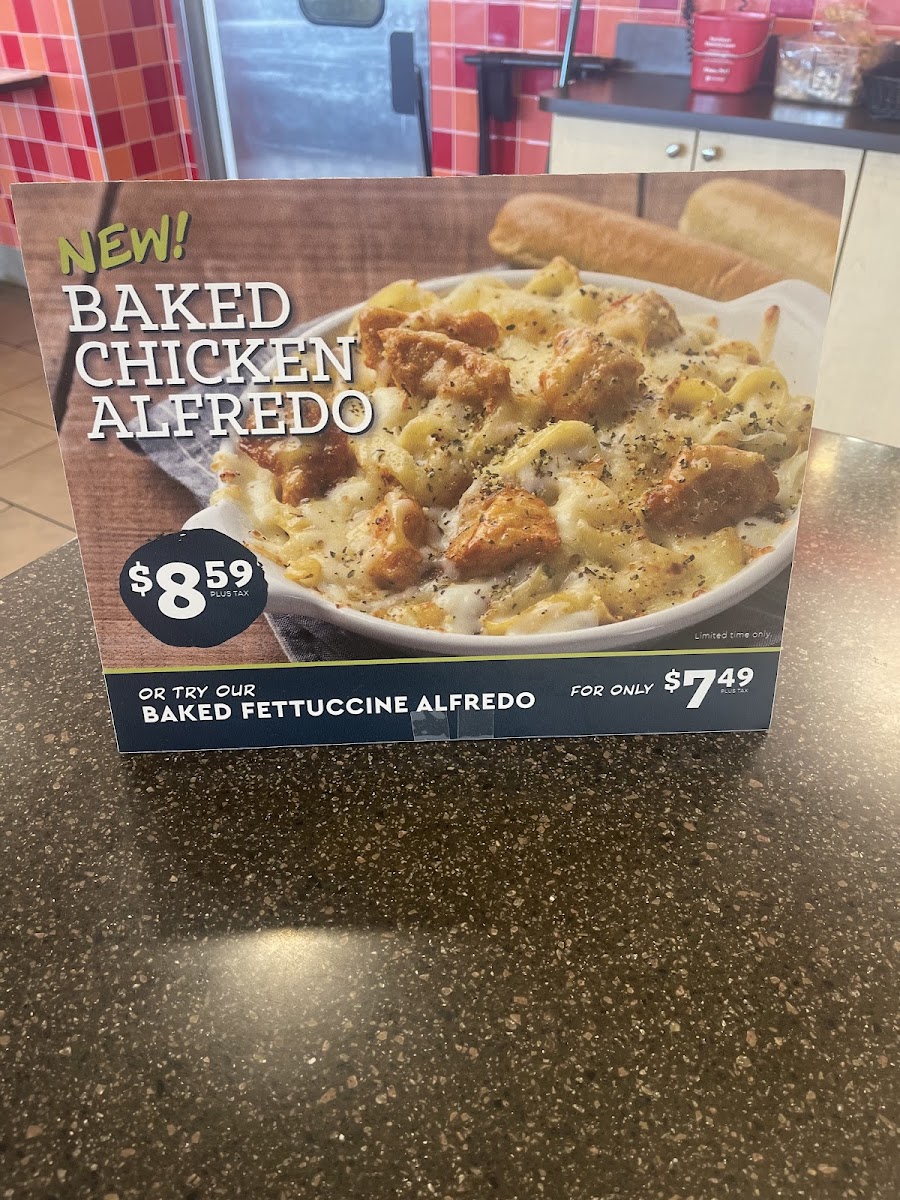 NEW!
BAKED
CHICKEN
ALFREDO
$8.59
PLUS TAX
Limited time only.
OR TRY OUR
BAKED FETTUCCINE ALFREDO
FOR ONLY $7.49
PLUS TAX